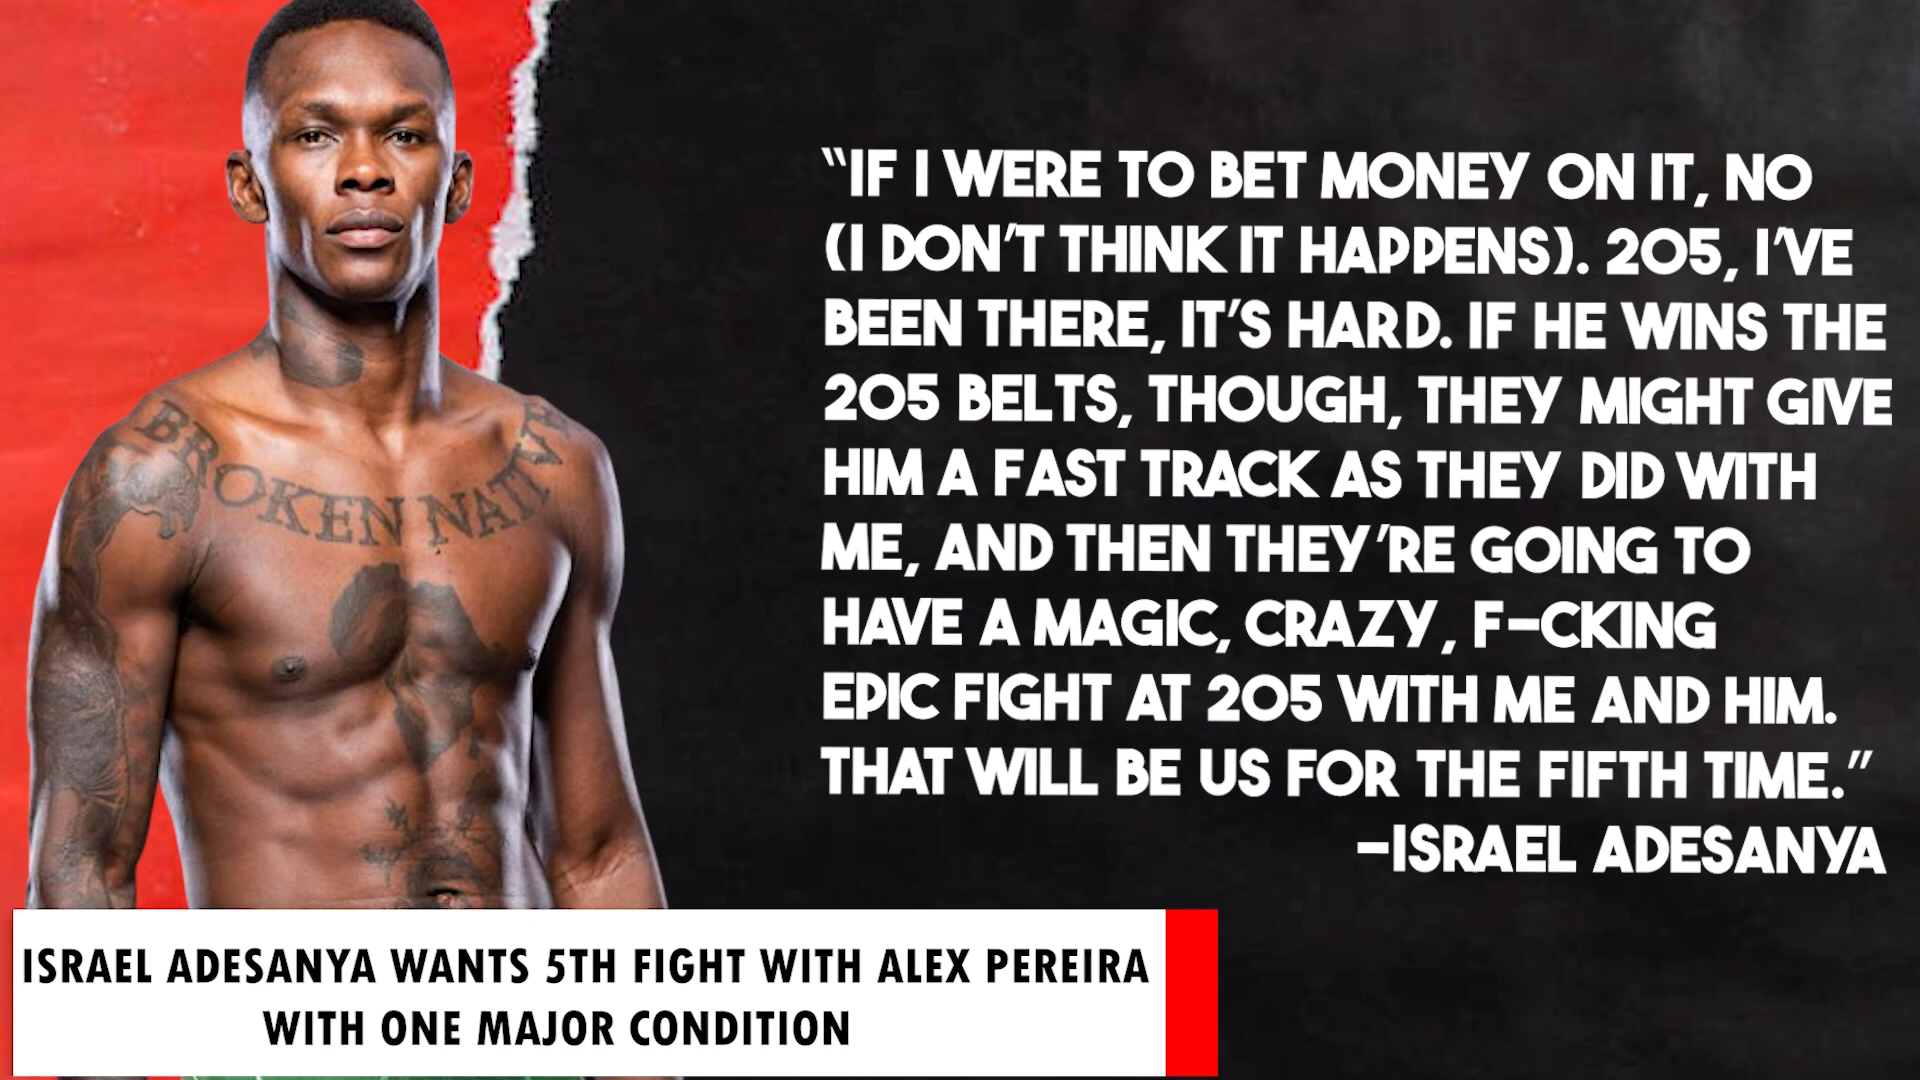 “IF I WERE TO BET MONEY ON IT, NO
(I DON’T THINK IT HAPPENS). 205, I’VE
BEEN THERE, IT’S HARD. IF HE WINS THE
205 BELTS, THOUGH, THEY MIGHT GIVE
HIM A FAST TRACK AS THEY DID WITH
ME, AND THEN THEY’RE GOING TO
HAVE A MAGIC, CRAZY, F-CKING
EPIC FIGHT AT 205 WITH ME AND HIM.
THAT WILL BE US FOR THE FIFTH TIME.”
-ISRAEL ADESANYA
BROKEN NATIVE
ISRAEL ADESANYA WANTS 5TH FIGHT WITH ALEX PEREIRA
WITH ONE MAJOR CONDITION